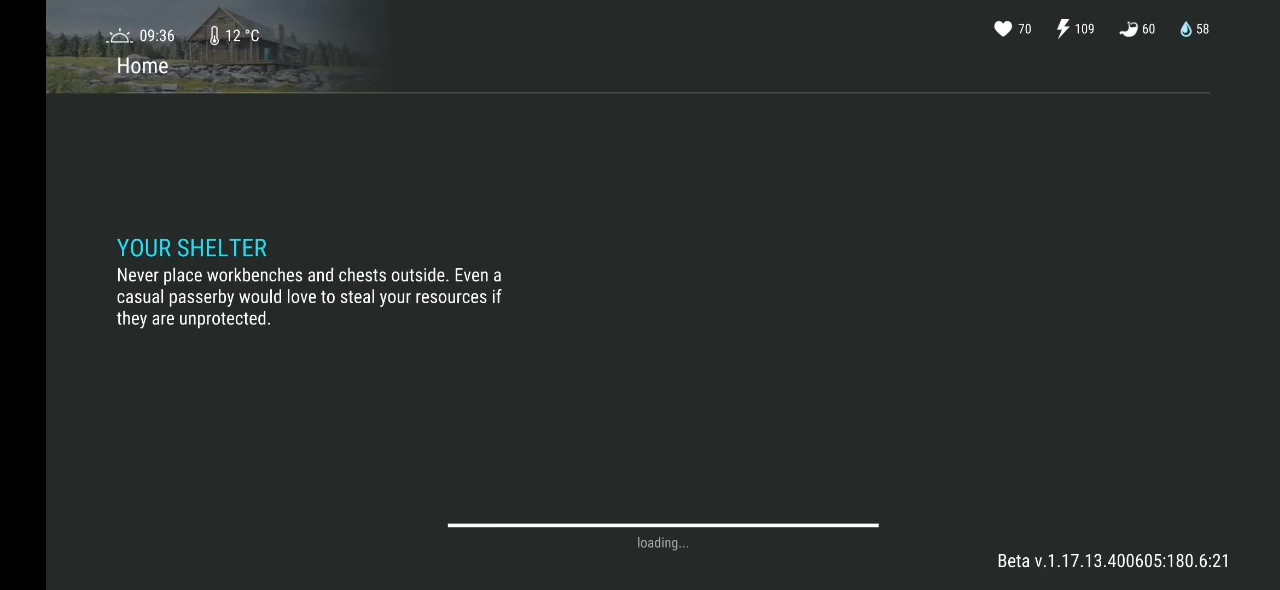 09:36 12 °C 70 109 60 58
Home
YOUR SHELTER
Never place workbenches and chests outside. Even a
casual passerby would love to steal your resources if
they are unprotected.
loading...
Beta v.1.17.13.400605:180.6:21